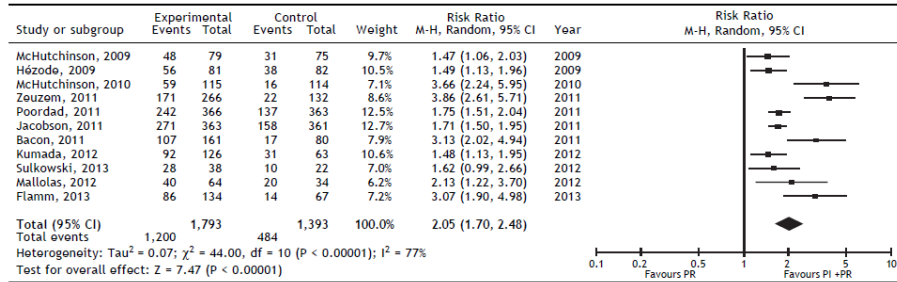 Experimental Control Risk Ratio Risk Ratio
Study or subgroup Events Total Events Total Weight M-H, Random, 95% CI Year M-H, Random, 95% CI
McHutchinson, 2009 48 79 31 75 9.7% 1.47 (1.06, 2.03) 2009
Hézode, 2009 56 81 38 82 10.5% 1.49 (1.13, 1.96) 2009
McHutchinson, 2010 59 115 16 114 7.1% 3.66 (2.24, 5.95) 2010
Zeuzem, 2011 171 266 22 132 8.6% 3.86 (2.61, 5.71) 2011
Poordad, 2011 242 366 137 363 12.5% 1.75 (1.51, 2.04) 2011
Jacobson, 2011 271 363 158 361 12.7% 1.71 (1.50, 1.95) 2011
Bacon, 2011 107 161 17 80 7.9% 3.13 (2.02, 4.94) 2011
Kumada, 2012 92 126 31 63 10.6% 1.48 (1.13, 1.95) 2012
Sulkowski, 2013 28 38 10 22 7.1% 1.62 (0.99, 2.66) 2012
Mallolas, 2012 40 64 20 34 6.2% 2.13 (1.22, 3.70) 2012
Flamm, 2013 86 134 14 67 7.2% 3.07 (1.90, 4.98) 2013
Total (95% CI) 1,793 1,393 100.0% 2.05 (1.70, 2.48)
Total events 1,200 484
Heterogeneity: Tau² = 0.07; χ² = 44.00, df = 10 (P < 0.00001); I² = 77%
Test for overall effect: Z = 7.47 (P < 0.00001)
0.1 0.2 0.5 1 2 5 10
Favours PR Favours PI +PR